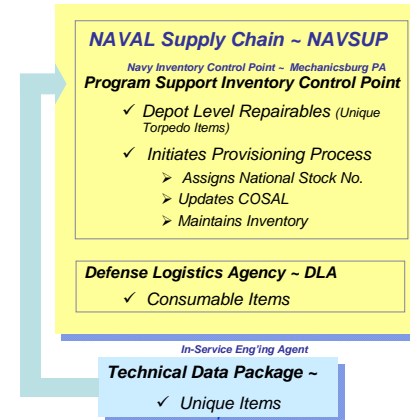 NAVAL Supply Chain ~ NAVSUP
Navy Inventory Control Point ~ Mechanicsburg PA
Program Support Inventory Control Point
✓ Depot Level Repairables (Unique
Torpedo Items)
✓ Initiates Provisioning Process
➢ Assigns National Stock No.
➢ Updates COSAL
➢ Maintains Inventory
Defense Logistics Agency ~ DLA
✓ Consumable Items
In-Service Eng'ing Agent
Technical Data Package ~
✓ Unique Items